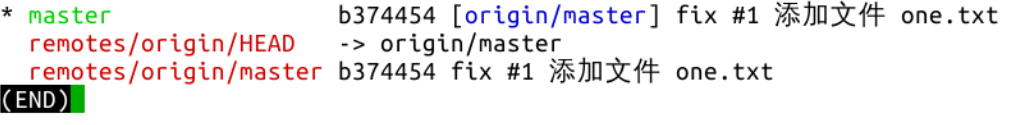 * master b374454 [origin/master] fix #1 添加文件 one.txt
remotes/origin/HEAD -> origin/master
remotes/origin/master b374454 fix #1 添加文件 one.txt
(END)